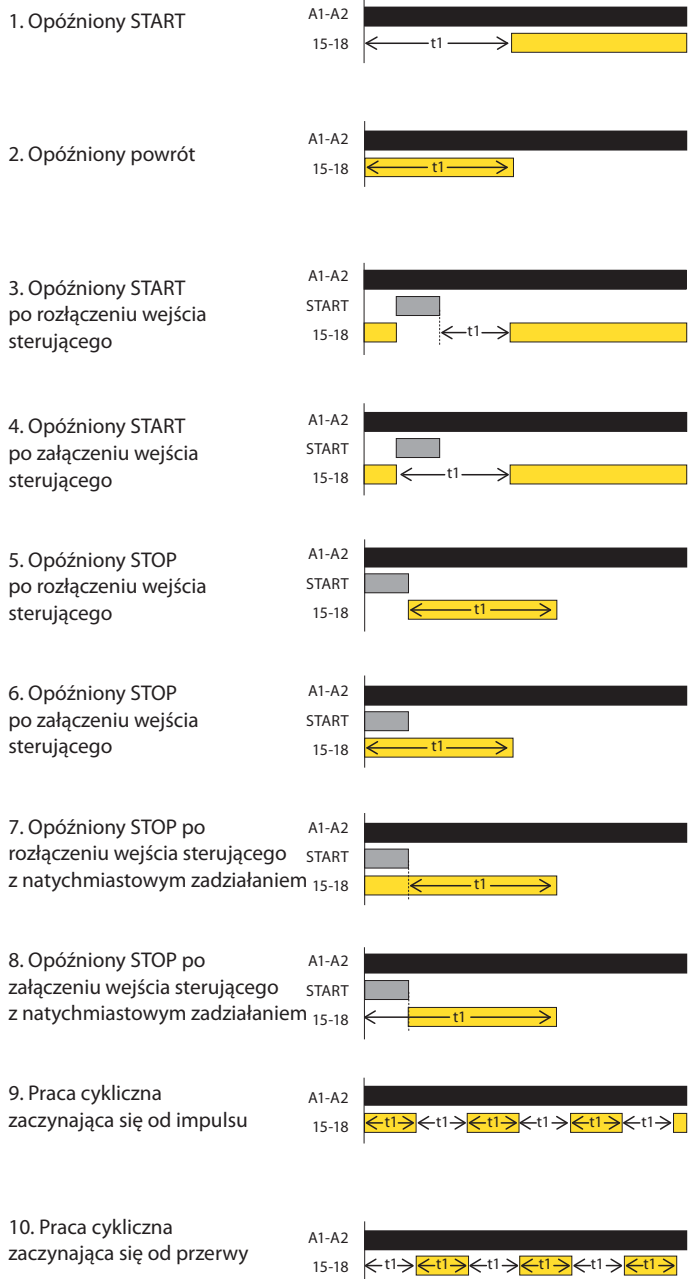 1. Opóźniony START
A1-A2
15-18
t1
2. Opóźniony powrót
A1-A2
15-18
t1
3. Opóźniony START
po rozłączeniu wejścia
sterującego
A1-A2
START
15-18
t1
4. Opóźniony START
po załączeniu wejścia
sterującego
A1-A2
START
15-18
t1
5. Opóźniony STOP
po rozłączeniu wejścia
sterującego
A1-A2
START
15-18
t1
6. Opóźniony STOP
po załączeniu wejścia
sterującego
A1-A2
START
15-18
t1
7. Opóźniony STOP po
rozłączeniu wejścia sterującego
z natychmiastowym zadziałaniem
A1-A2
START
15-18
t1
8. Opóźniony STOP po
załączeniu wejścia sterującego
z natychmiastowym zadziałaniem
A1-A2
START
15-18
t1
9. Praca cykliczna
zaczynająca się od impulsu
A1-A2
15-18
t1 t1 t1 t1 t1 t1
10. Praca cykliczna
zaczynająca się od przerwy
A1-A2
15-18
t1 t1 t1 t1 t1 t1